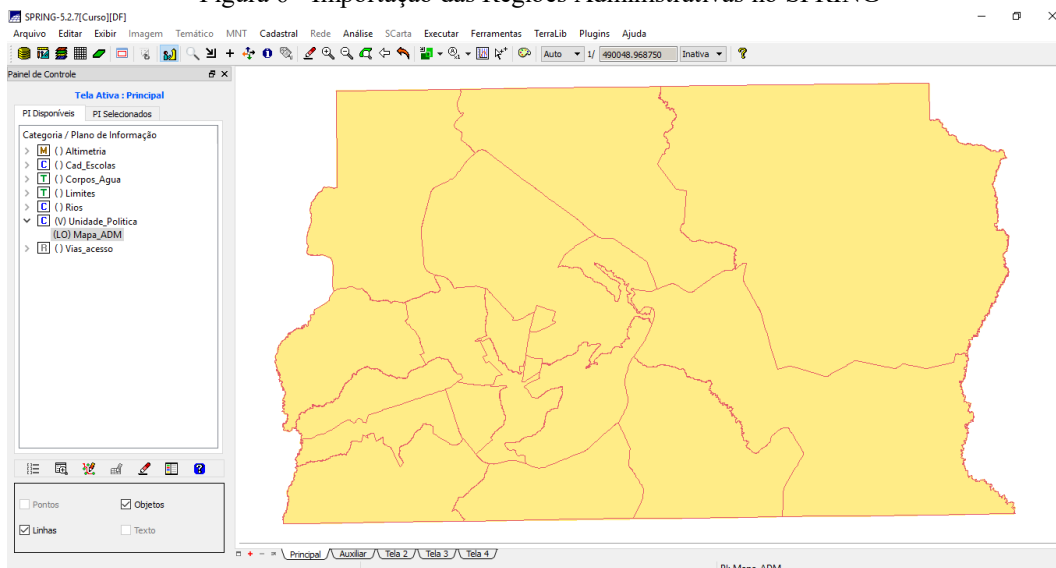 Figura 6 - Importação das Regiões Administrativas no SPRING
SPRING-5.2.7[Curso][DF]
Arquivo Editar Exibir Imagem Temático MNT Cadastral Rede Análise SCarta Executar Ferramentas TerraLib Plugins Ajuda
Auto 1/ 490048.968750 Inativa
Painel de Controle
Tela Ativa : Principal
PI Disponíveis PI Selecionados
Categoria / Plano de Informação
M () Altimetria
C () Cad_Escolas
T () Corpos_Agua
T () Limites
C () Rios
C (V) Unidade_Politica
(LO) Mapa_ADM
R () Vias_acesso
Pontos Objetos
Linhas Texto
Principal Auxiliar Tela 2 Tela 3 Tela 4
PI: Mapa_ADM